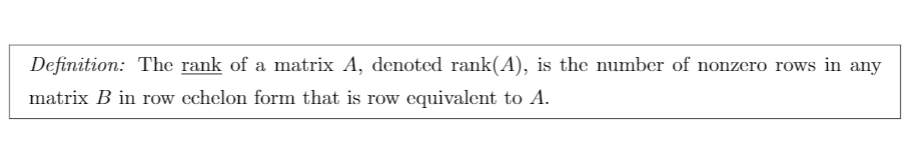 Definition: The rank of a matrix A, denoted rank(A), is the number of nonzero rows in any
matrix B in row echelon form that is row equivalent to A.